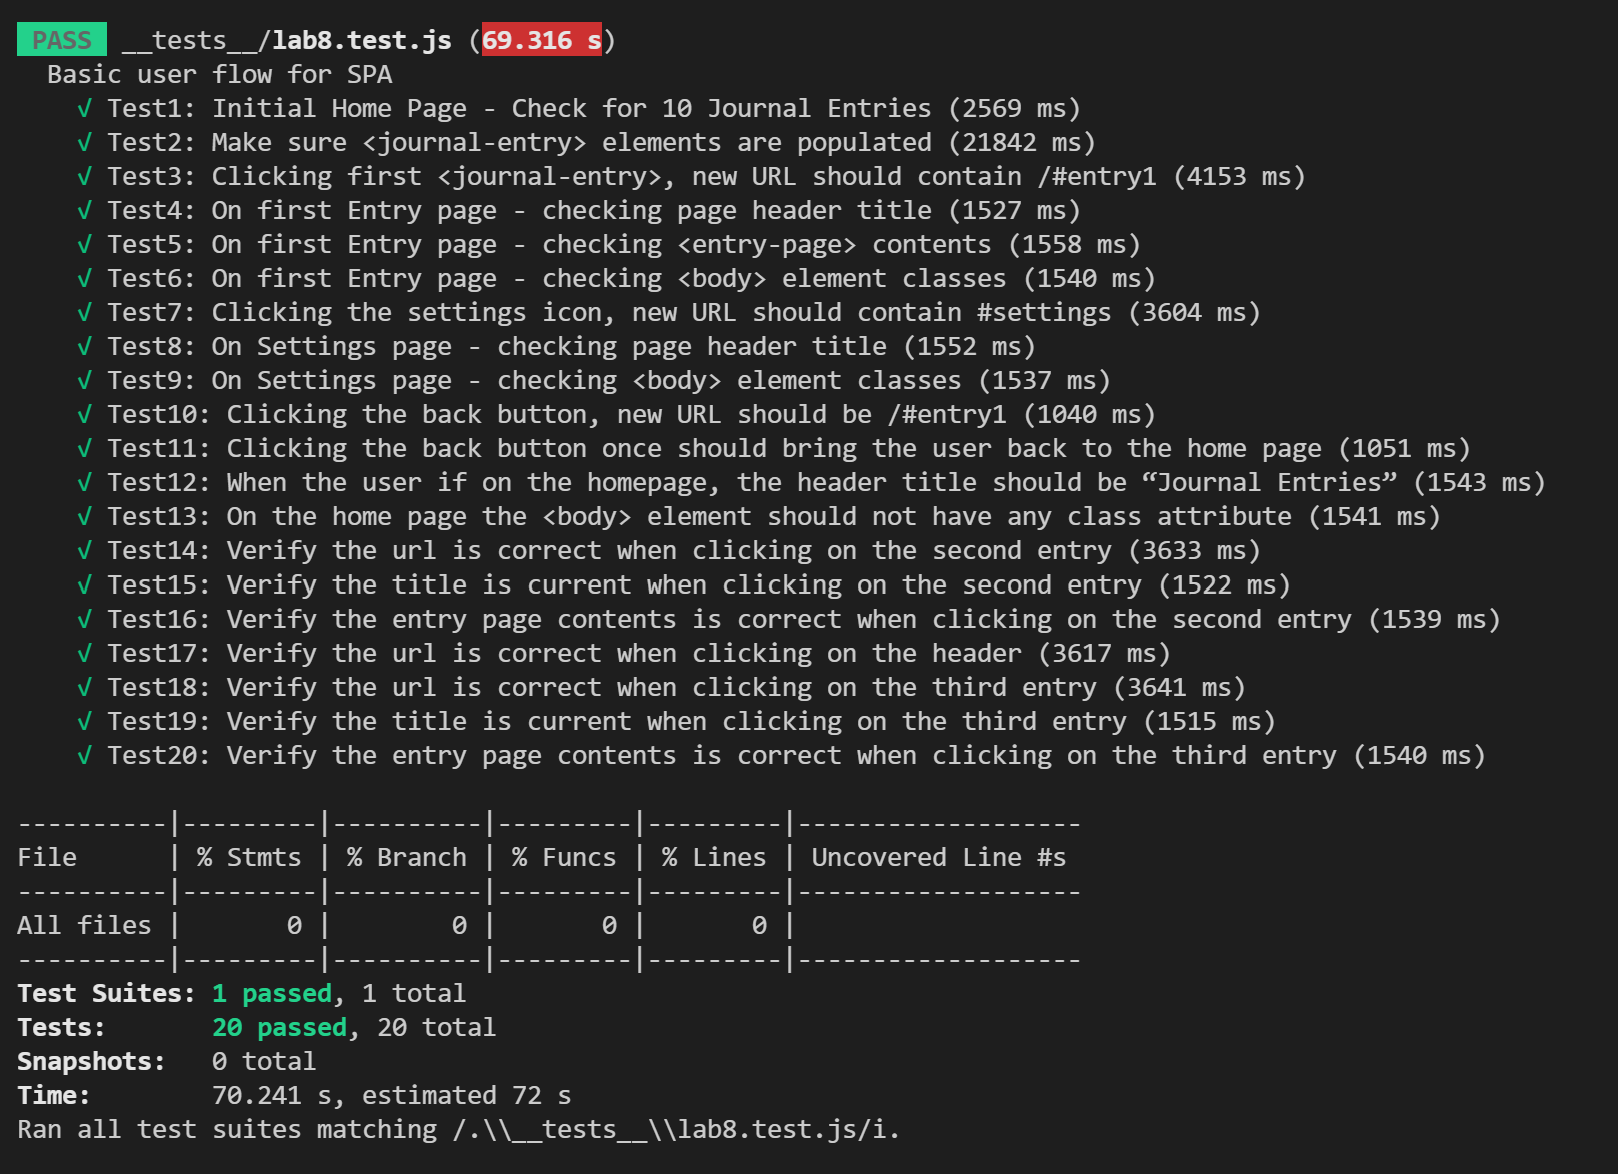 PASS __tests__/lab8.test.js (69.316 s)
Basic user flow for SPA
√ Test1: Initial Home Page - Check for 10 Journal Entries (2569 ms)
√ Test2: Make sure <journal-entry> elements are populated (21842 ms)
√ Test3: Clicking first <journal-entry>, new URL should contain /#entry1 (4153 ms)
√ Test4: On first Entry page - checking page header title (1527 ms)
√ Test5: On first Entry page - checking <entry-page> contents (1558 ms)
√ Test6: On first Entry page - checking <body> element classes (1540 ms)
√ Test7: Clicking the settings icon, new URL should contain #settings (3604 ms)
√ Test8: On Settings page - checking page header title (1552 ms)
√ Test9: On Settings page - checking <body> element classes (1537 ms)
√ Test10: Clicking the back button, new URL should be /#entry1 (1040 ms)
√ Test11: Clicking the back button once should bring the user back to the home page (1051 ms)
√ Test12: When the user if on the homepage, the header title should be “Journal Entries” (1543 ms)
√ Test13: On the home page the <body> element should not have any class attribute (1541 ms)
√ Test14: Verify the url is correct when clicking on the second entry (3633 ms)
√ Test15: Verify the title is current when clicking on the second entry (1522 ms)
√ Test16: Verify the entry page contents is correct when clicking on the second entry (1539 ms)
√ Test17: Verify the url is correct when clicking on the header (3617 ms)
√ Test18: Verify the url is correct when clicking on the third entry (3641 ms)
√ Test19: Verify the title is current when clicking on the third entry (1515 ms)
√ Test20: Verify the entry page contents is correct when clicking on the third entry (1540 ms)
----------|---------|----------|---------|---------|-------------------
File | % Stmts | % Branch | % Funcs | % Lines | Uncovered Line #s
----------|---------|----------|---------|---------|-------------------
All files | 0 | 0 | 0 | 0 |
----------|---------|----------|---------|---------|-------------------
Test Suites: 1 passed, 1 total
Tests: 20 passed, 20 total
Snapshots: 0 total
Time: 70.241 s, estimated 72 s
Ran all test suites matching /.\\__tests__\\lab8.test.js/i.